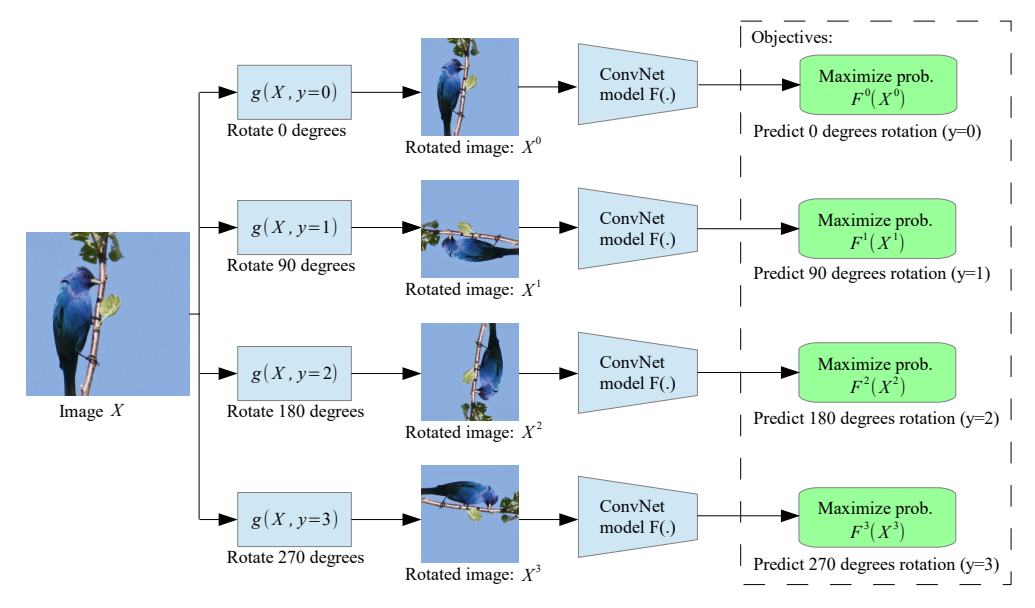 Objectives:
g(X, y=0)
Rotate 0 degrees
Rotated image: X⁰
ConvNet
model F(.)
Maximize prob.
F⁰(X⁰)
Predict 0 degrees rotation (y=0)
g(X, y=1)
Rotate 90 degrees
Rotated image: X¹
ConvNet
model F(.)
Maximize prob.
F¹(X¹)
Predict 90 degrees rotation (y=1)
Image X
g(X, y=2)
Rotate 180 degrees
Rotated image: X²
ConvNet
model F(.)
Maximize prob.
F²(X²)
Predict 180 degrees rotation (y=2)
g(X, y=3)
Rotate 270 degrees
Rotated image: X³
ConvNet
model F(.)
Maximize prob.
F³(X³)
Predict 270 degrees rotation (y=3)